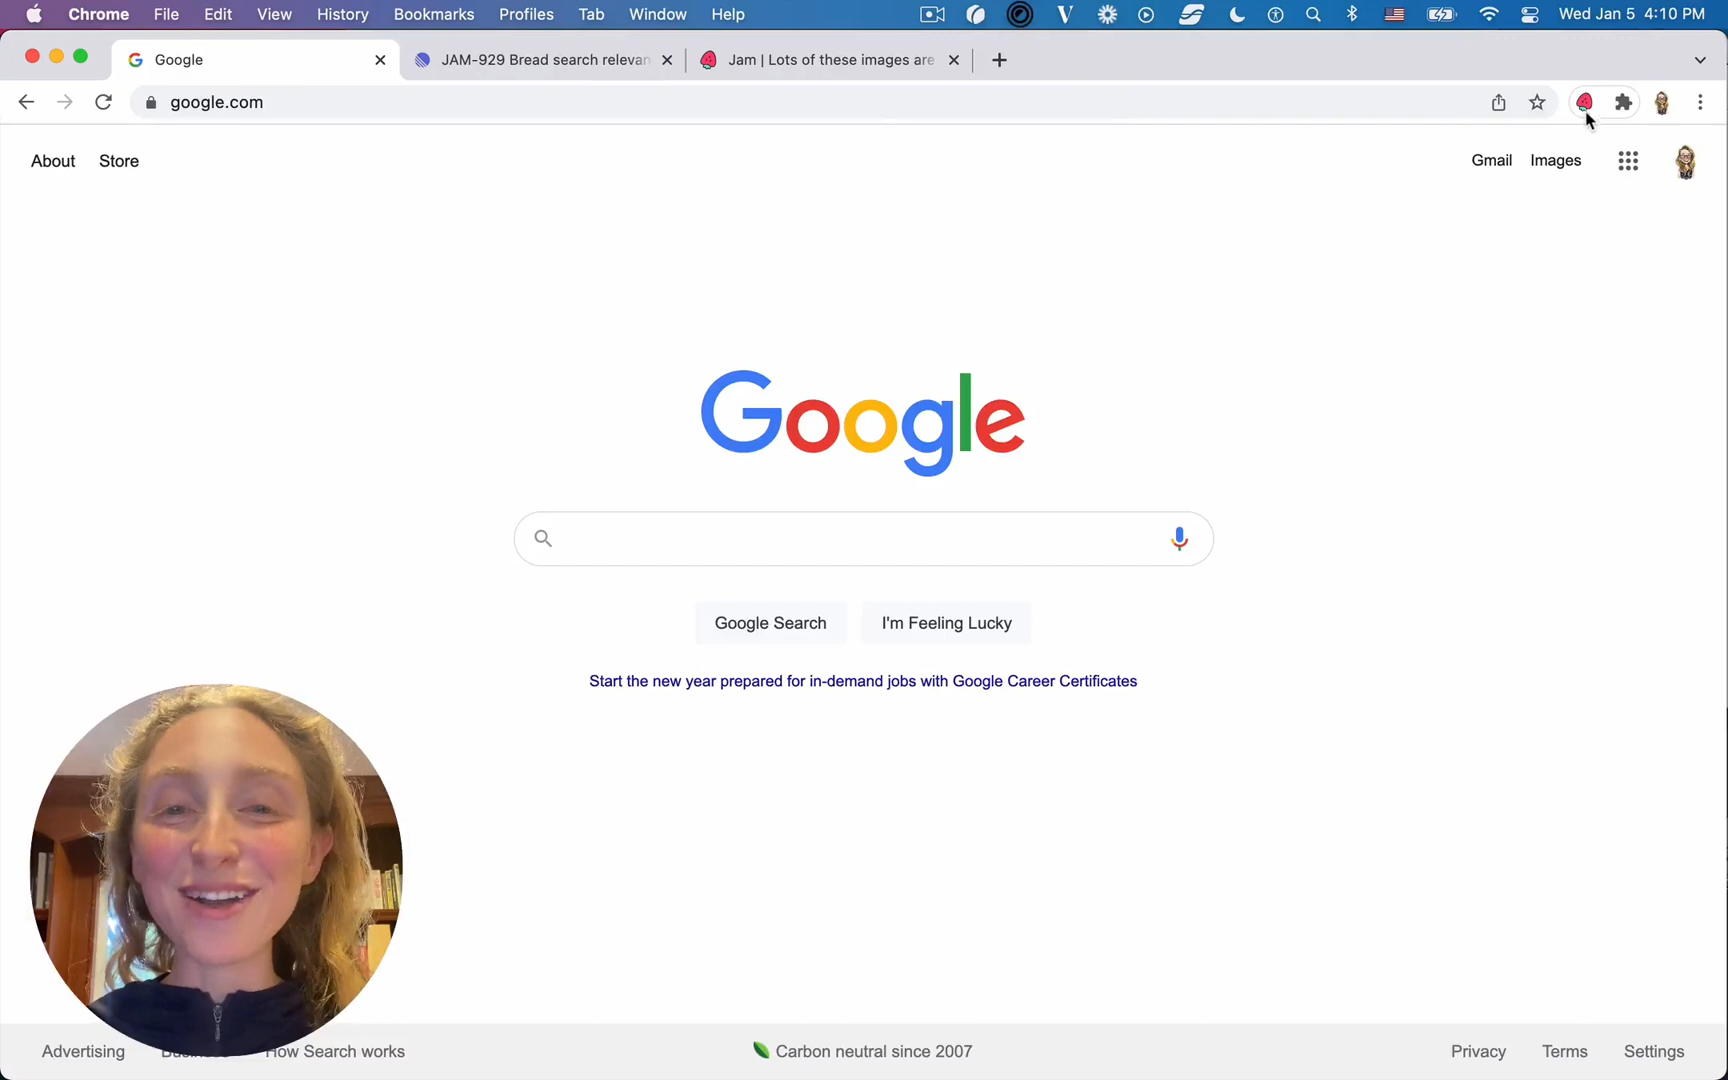 Chrome File Edit View History Bookmarks Profiles Tab Window Help Wed Jan 5 4:10 PM
Google JAM-929 Bread search relevan Jam | Lots of these images are
google.com
About Store Gmail Images
Google
Google Search I'm Feeling Lucky
Start the new year prepared for in-demand jobs with Google Career Certificates
Advertising How Search works Carbon neutral since 2007 Privacy Terms Settings